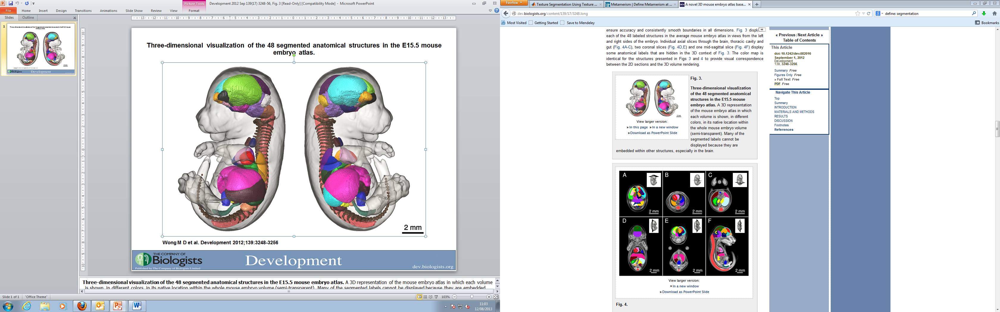 Development 2012 Sep 139(17) 3248-56, Fig. 3 [Read-Only] [Compatibility Mode] - Microsoft PowerPoint
Picture Tools
File Home Insert Design Transitions Animations Slide Show Review View Format
Slides Outline
1
Three-dimensional visualization of the 48 segmented anatomical structures in the E15.5 mouse
embryo atlas.
2 mm
Wong M D et al. Development 2012;139:3248-3256
THE COMPANY OF
Biologists
Published by The Company of Biologists Limited
Development
dev.biologists.org
Three-dimensional visualization of the 48 segmented anatomical structures in the E15.5 mouse embryo atlas. A 3D representation of the mouse embryo atlas in which each volume
is shown, in different colors, in its native location within the whole mouse embryo volume (semi-transparent). Many of the segmented labels cannot be displayed because they are embedded
Slide 1 of 1 "Office Theme" 103%
11:03
12/08/2013
Firefox
Texture Segmentation Using Texture ...
Metamerism | Define Metamerism at ...
A novel 3D mouse embryo atlas base...
dev.biologists.org/content/139/17/3248.long
define: segmentation
Most Visited Getting Started Save to Mendeley
Bookmarks
ensure accuracy and consistently smooth boundaries in all dimensions. Fig. 3 displ
each of the 48 labeled structures in the average mouse embryo atlas in views from the left
and right sides of the embryo. Individual axial slices through the brain, thoracic cavity and
gut (Fig. 4A-C), two coronal slices (Fig. 4D,E) and one mid-sagittal slice (Fig. 4F) display
some anatomical labels that are hidden in the 3D context of Fig. 3. The color map is
identical for the structures presented in Figs 3 and 4 to provide visual correspondence
between the 2D sections and the 3D volume rendering.
View larger version:
» In this page » In a new window
» Download as PowerPoint Slide
Fig. 3.
Three-dimensional visualization
of the 48 segmented anatomical
structures in the E15.5 mouse
embryo atlas. A 3D representation
of the mouse embryo atlas in which
each volume is shown, in different
colors, in its native location within
the whole mouse embryo volume
(semi-transparent). Many of the
segmented labels cannot be
displayed because they are
embedded within other structures, especially in the brain.
A B C
2 mm 2 mm 2 mm
D E F
2 mm 2 mm 2 mm
View larger version:
» In a new window
» Download as PowerPoint Slide
Fig. 4.
« Previous | Next Article »
Table of Contents
This Article
doi: 10.1242/dev.082016
September 1, 2012
Development
139, 3248-3256.
Summary Free
Figures Only Free
» Full Text Free
PDF Free
Navigate This Article
Top
Summary
INTRODUCTION
MATERIALS AND METHODS
RESULTS
DISCUSSION
Footnotes
References